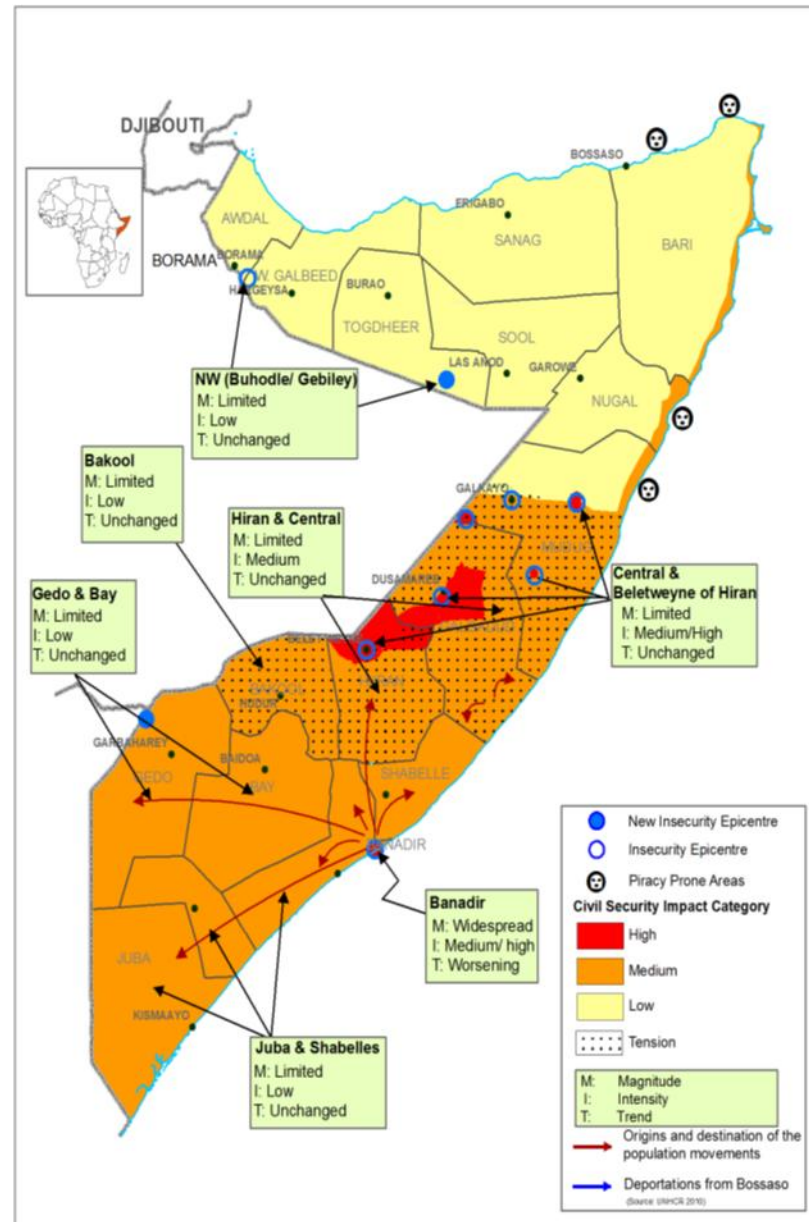 DJIBOUTI
BOSSASO
ERIGABO
SANAG
BARI
AWDAL
BORAMA
BORAMA
W. GALBEED
HARGEYSA
BURAO
TOGDHEER
SOOL
LAS ANOD
GAROWE
NUGAL
NW (Buhodle/ Gebiley)
M: Limited
I: Low
T: Unchanged
Bakool
M: Limited
I: Low
T: Unchanged
Hiran & Central
M: Limited
I: Medium
T: Unchanged
GALKAYO
MUDUG
DUSAMAREB
Central &
Beletweyne of Hiran
M: Limited
I: Medium/High
T: Unchanged
Gedo & Bay
M: Limited
I: Low
T: Unchanged
HIRAN
BAKOOL
HUDUR
GARBAHAREY
GEDO
BAIDOA
BAY
SHABELLE
BANADIR
Banadir
M: Widespread
I: Medium/ high
T: Worsening
JUBA
KISMAAYO
Juba & Shabelles
M: Limited
I: Low
T: Unchanged
New Insecurity Epicentre
Insecurity Epicentre
Piracy Prone Areas
Civil Security Impact Category
High
Medium
Low
Tension
M: Magnitude
I: Intensity
T: Trend
Origins and destination of the
population movements
Deportations from Bossaso
(Source: UNHCR 2010)